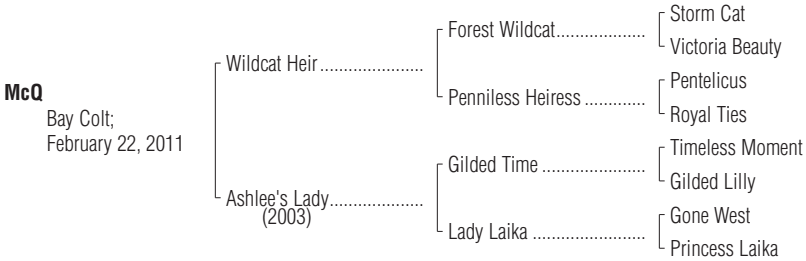 McQ
Bay Colt;
February 22, 2011
Wildcat Heir......................
Ashlee's Lady....................
(2003)
Forest Wildcat...................
Penniless Heiress .............
Gilded Time ......................
Lady Laika ........................
Storm Cat
Victoria Beauty
Pentelicus
Royal Ties
Timeless Moment
Gilded Lilly
Gone West
Princess Laika